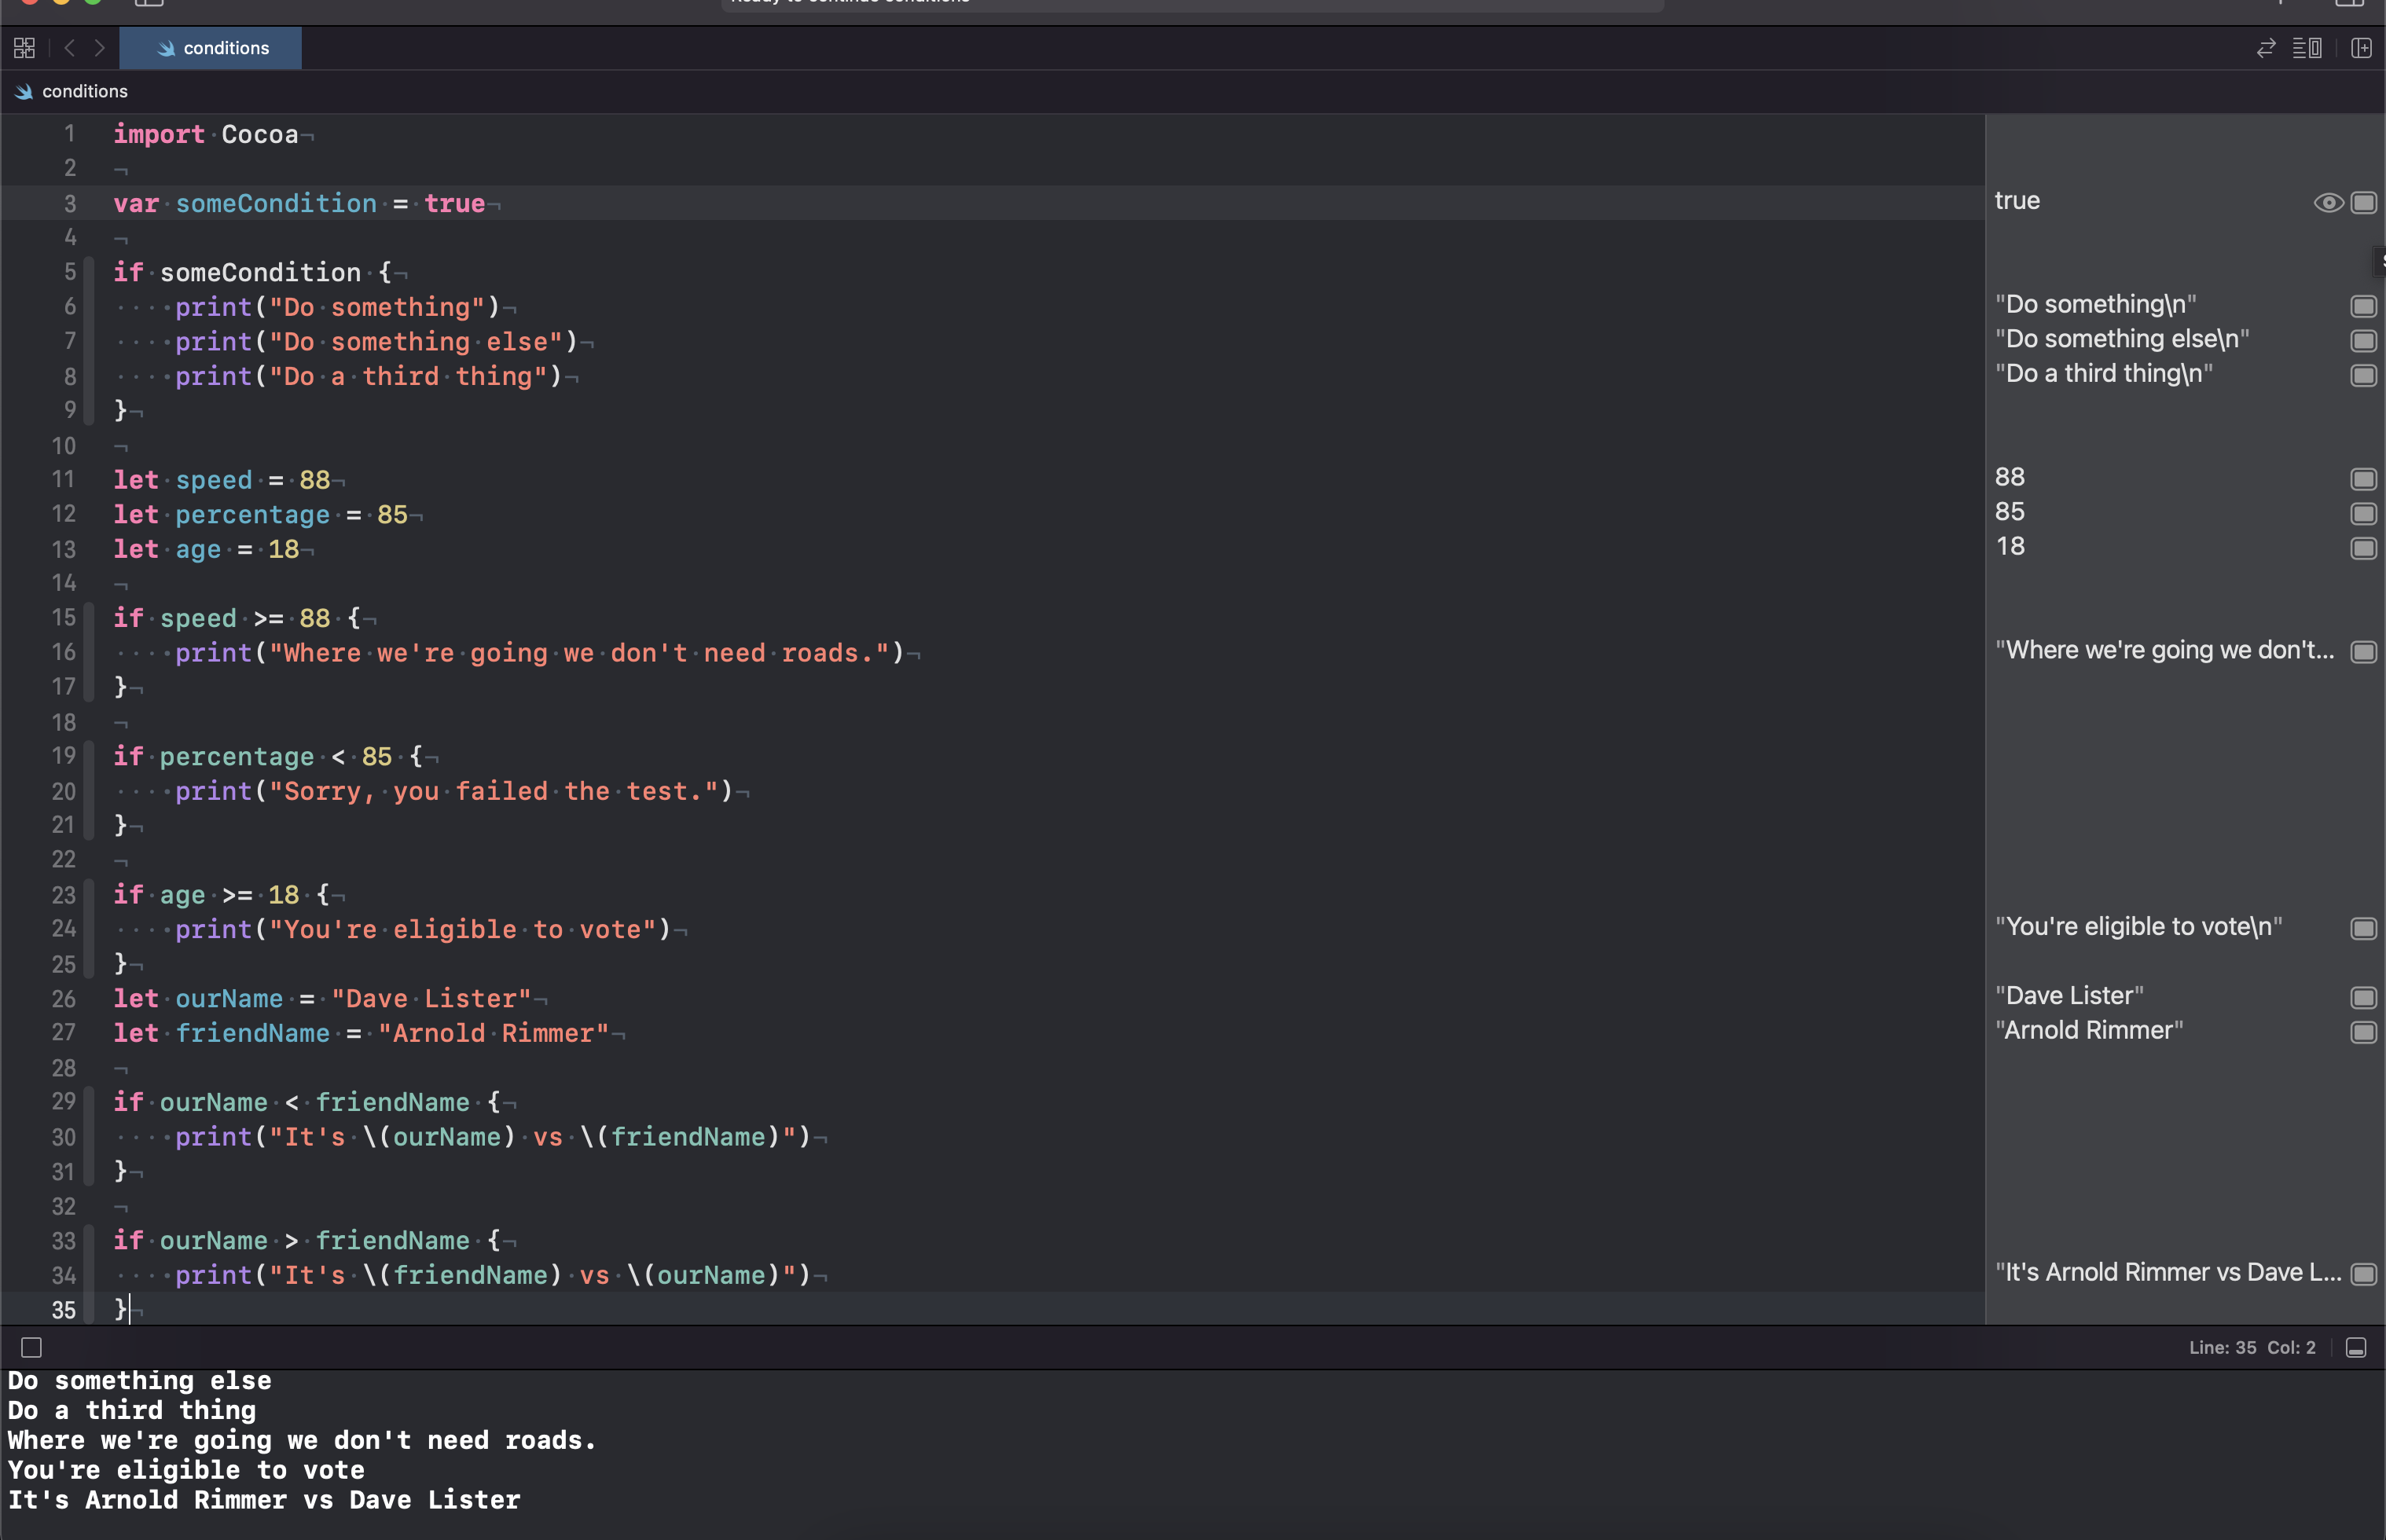 conditions
conditions
1 import Cocoa
2
3 var someCondition = true
true
4
5 if someCondition {
6 print("Do something")
"Do something\n"
7 print("Do something else")
"Do something else\n"
8 print("Do a third thing")
"Do a third thing\n"
9 }
10
11 let speed = 88
88
12 let percentage = 85
85
13 let age = 18
18
14
15 if speed >= 88 {
16 print("Where we're going we don't need roads.")
"Where we're going we don't...
17 }
18
19 if percentage < 85 {
20 print("Sorry, you failed the test.")
21 }
22
23 if age >= 18 {
24 print("You're eligible to vote")
"You're eligible to vote\n"
25 }
26 let ourName = "Dave Lister"
"Dave Lister"
27 let friendName = "Arnold Rimmer"
"Arnold Rimmer"
28
29 if ourName < friendName {
30 print("It's \(ourName) vs \(friendName)")
31 }
32
33 if ourName > friendName {
34 print("It's \(friendName) vs \(ourName)")
"It's Arnold Rimmer vs Dave L...
35 }
Line: 35 Col: 2
Do something else
Do a third thing
Where we're going we don't need roads.
You're eligible to vote
It's Arnold Rimmer vs Dave Lister